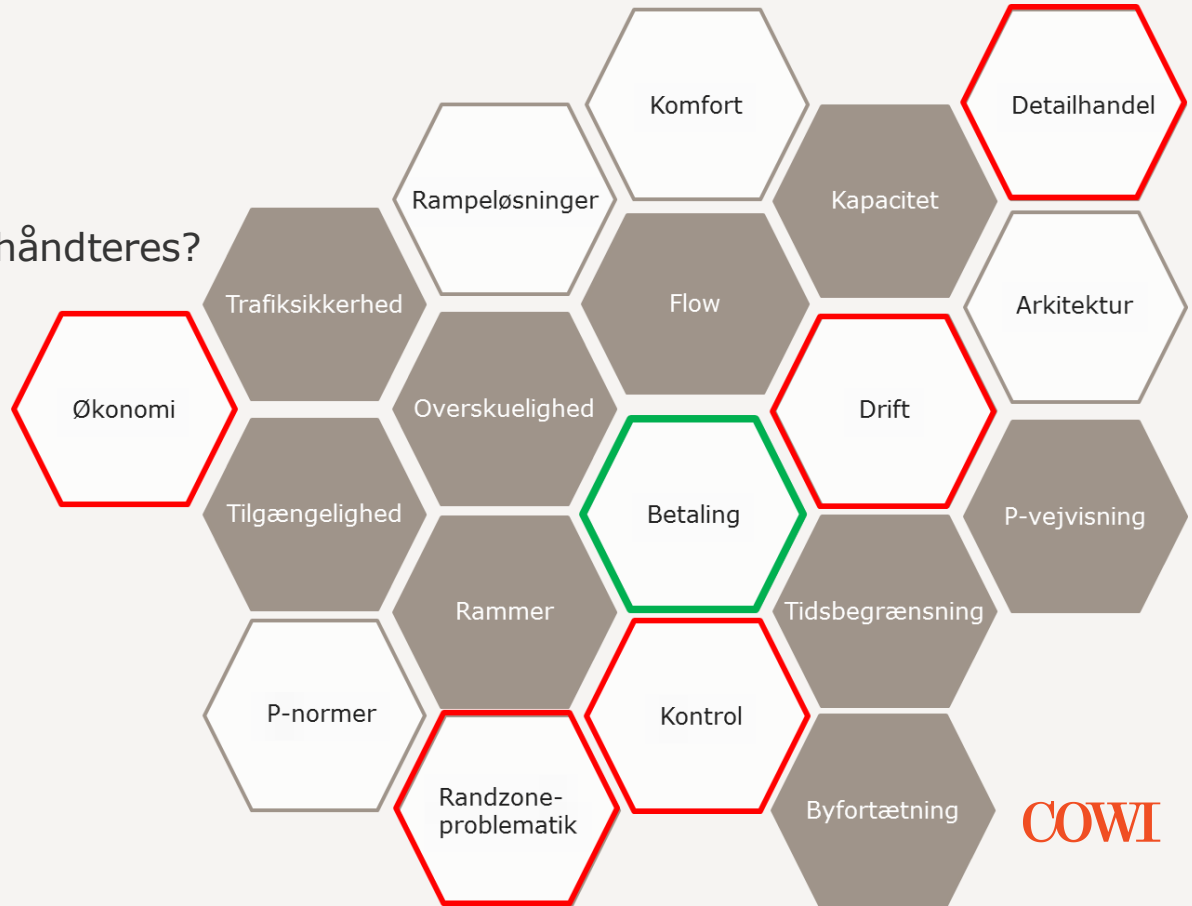 håndteres?
Komfort
Detailhandel
Rampeløsninger
Kapacitet
Trafiksikkerhed
Flow
Arkitektur
Økonomi
Overskuelighed
Drift
Tilgængelighed
Betaling
P-vejvisning
Rammer
Tidsbegrænsning
P-normer
Kontrol
Randzone-
problematik
Byfortætning
COWI